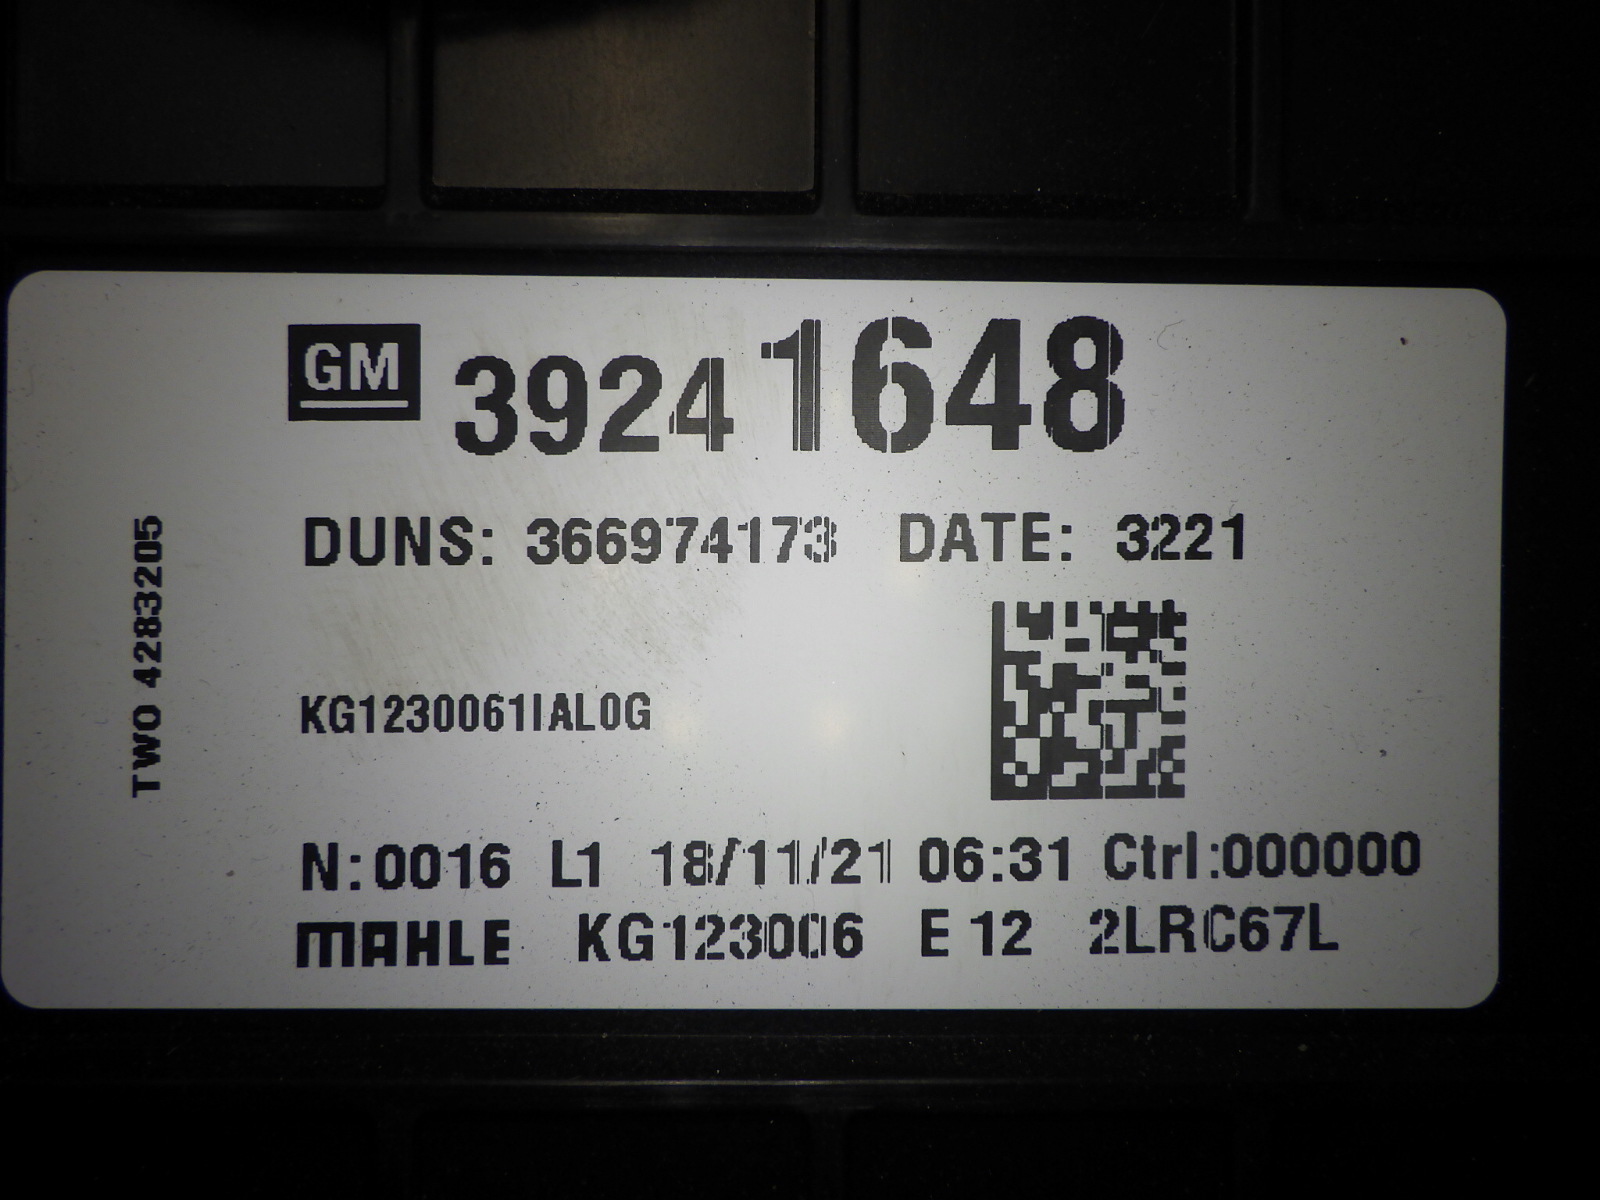 GM 39241648
DUNS: 366974173 DATE: 3221
TWO 4283205
KG1230061IAL0G
N:0016 L1 18/11/21 06:31 Ctrl:000000
MAHLE KG123006 E 12 2LRC67L